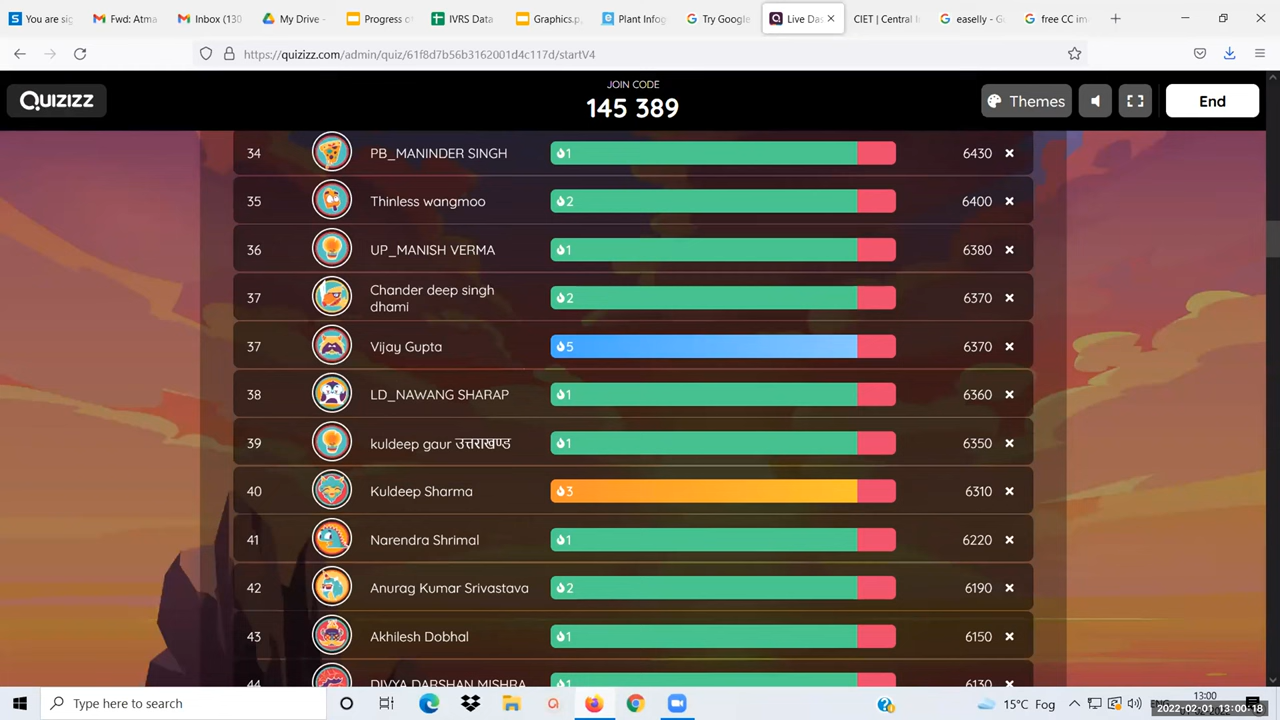 You are sig
Fwd: Atma
Inbox (130
My Drive -
Progress o
IVRS Data
Graphics.p
Plant Infog
Try Google
Live Das
CIET | Central I
easelly - G
free CC im
https://quizizz.com/admin/quiz/61f8d7b56b3162001d4c117d/startV4
QUIZIZZ
JOIN CODE
145 389
Themes
End
34 PB_MANINDER SINGH 1 6430
35 Thinless wangmoo 2 6400
36 UP_MANISH VERMA 1 6380
37 Chander deep singh dhami 2 6370
37 Vijay Gupta 5 6370
38 LD_NAWANG SHARAP 1 6360
39 kuldeep gaur उत्तराखण्ड 1 6350
40 Kuldeep Sharma 3 6310
41 Narendra Shrimal 1 6220
42 Anurag Kumar Srivastava 2 6190
43 Akhilesh Dobhal 1 6150
44 DIVYA DARSHAN MISHRA 1 6130
Type here to search
15°C Fog
ENG
13:00
2022-02-01 13:00:18